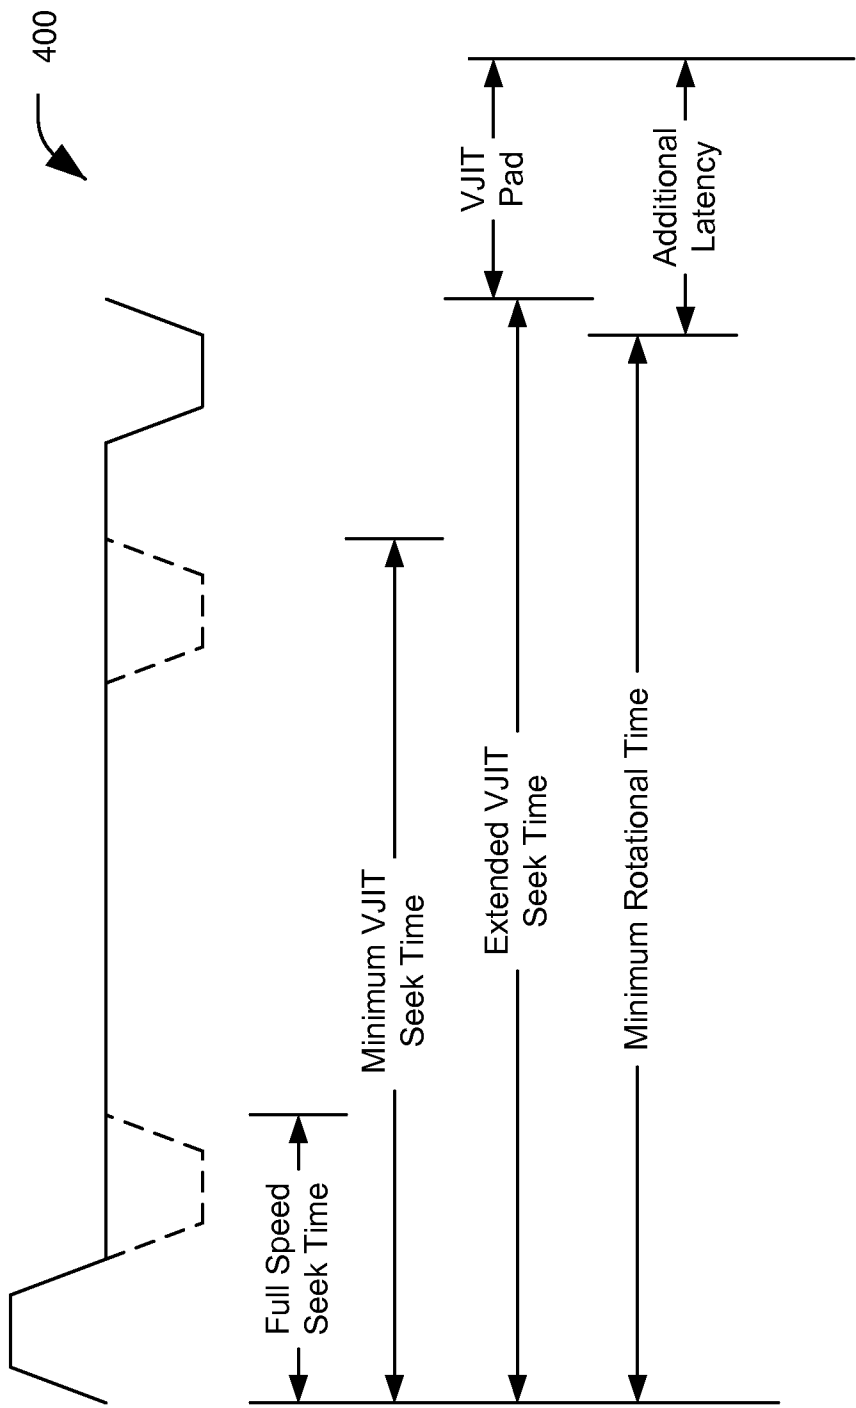 400
Full Speed
Seek Time
Minimum VJIT
Seek Time
Extended VJIT
Seek Time
VJIT
Pad
Minimum Rotational Time
Additional
Latency